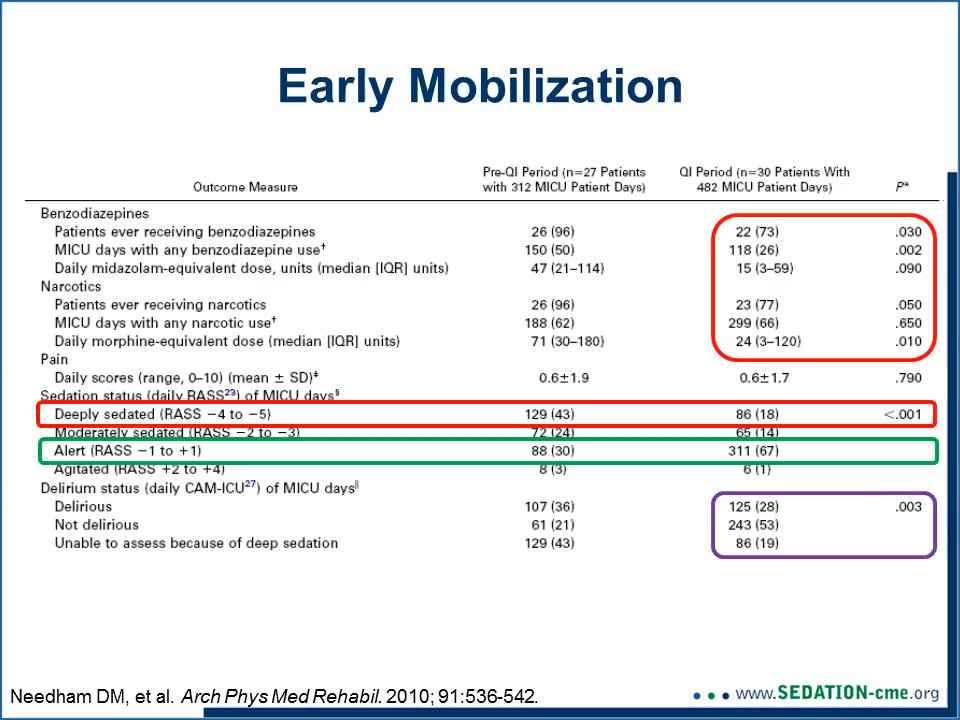 Early Mobilization
Pre-QI Period (n=27 Patients QI Period (n=30 Patients With
Outcome Measure with 312 MICU Patient Days) 482 MICU Patient Days) P*
Benzodiazepines
Patients ever receiving benzodiazepines 26 (96) 22 (73) .030
MICU days with any benzodiazepine use† 150 (50) 118 (26) .002
Daily midazolam-equivalent dose, units (median [IQR] units) 47 (21–114) 15 (3–59) .090
Narcotics
Patients ever receiving narcotics 26 (96) 23 (77) .050
MICU days with any narcotic use† 188 (62) 299 (66) .650
Daily morphine-equivalent dose (median [IQR] units) 71 (30–180) 24 (3–120) .010
Pain
Daily scores (range, 0–10) (mean ± SD)‡ 0.6±1.9 0.6±1.7 .790
Sedation status (daily RASS23) of MICU days§
Deeply sedated (RASS −4 to −5) 129 (43) 86 (18) <.001
Moderately sedated (RASS −2 to −3) 72 (24) 65 (14)
Alert (RASS −1 to +1) 88 (30) 311 (67)
Agitated (RASS +2 to +4) 8 (3) 6 (1)
Delirium status (daily CAM-ICU27) of MICU days‖
Delirious 107 (36) 125 (28) .003
Not delirious 61 (21) 243 (53)
Unable to assess because of deep sedation 129 (43) 86 (19)
Needham DM, et al. Arch Phys Med Rehabil. 2010; 91:536-542.
www.SEDATION-cme.org